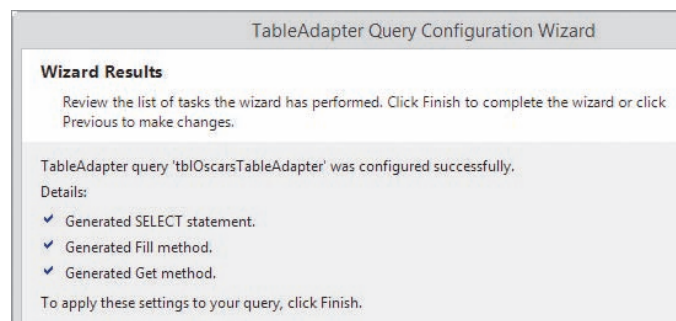 TableAdapter Query Configuration Wizard
Wizard Results
Review the list of tasks the wizard has performed. Click Finish to complete the wizard or click
Previous to make changes.
TableAdapter query 'tblOscarsTableAdapter' was configured successfully.
Details:
Generated SELECT statement.
Generated Fill method.
Generated Get method.
To apply these settings to your query, click Finish.